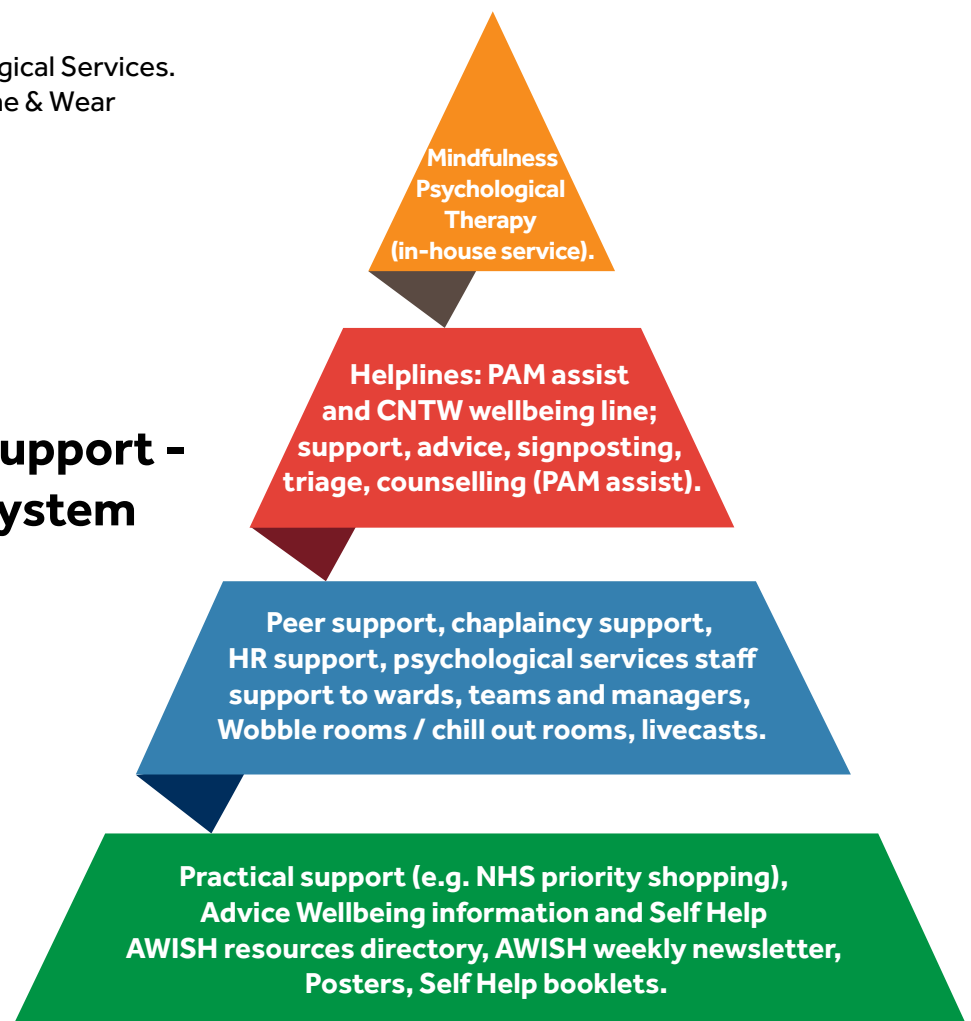 gical Services.
e & Wear
Mindfulness
Psychological
Therapy
(in-house service).
Helplines: PAM assist
and CNTW wellbeing line;
support, advice, signposting,
triage, counselling (PAM assist).
upport -
ystem
Peer support, chaplaincy support,
HR support, psychological services staff
support to wards, teams and managers,
Wobble rooms / chill out rooms, livecasts.
Practical support (e.g. NHS priority shopping),
Advice Wellbeing information and Self Help
AWISH resources directory, AWISH weekly newsletter,
Posters, Self Help booklets.